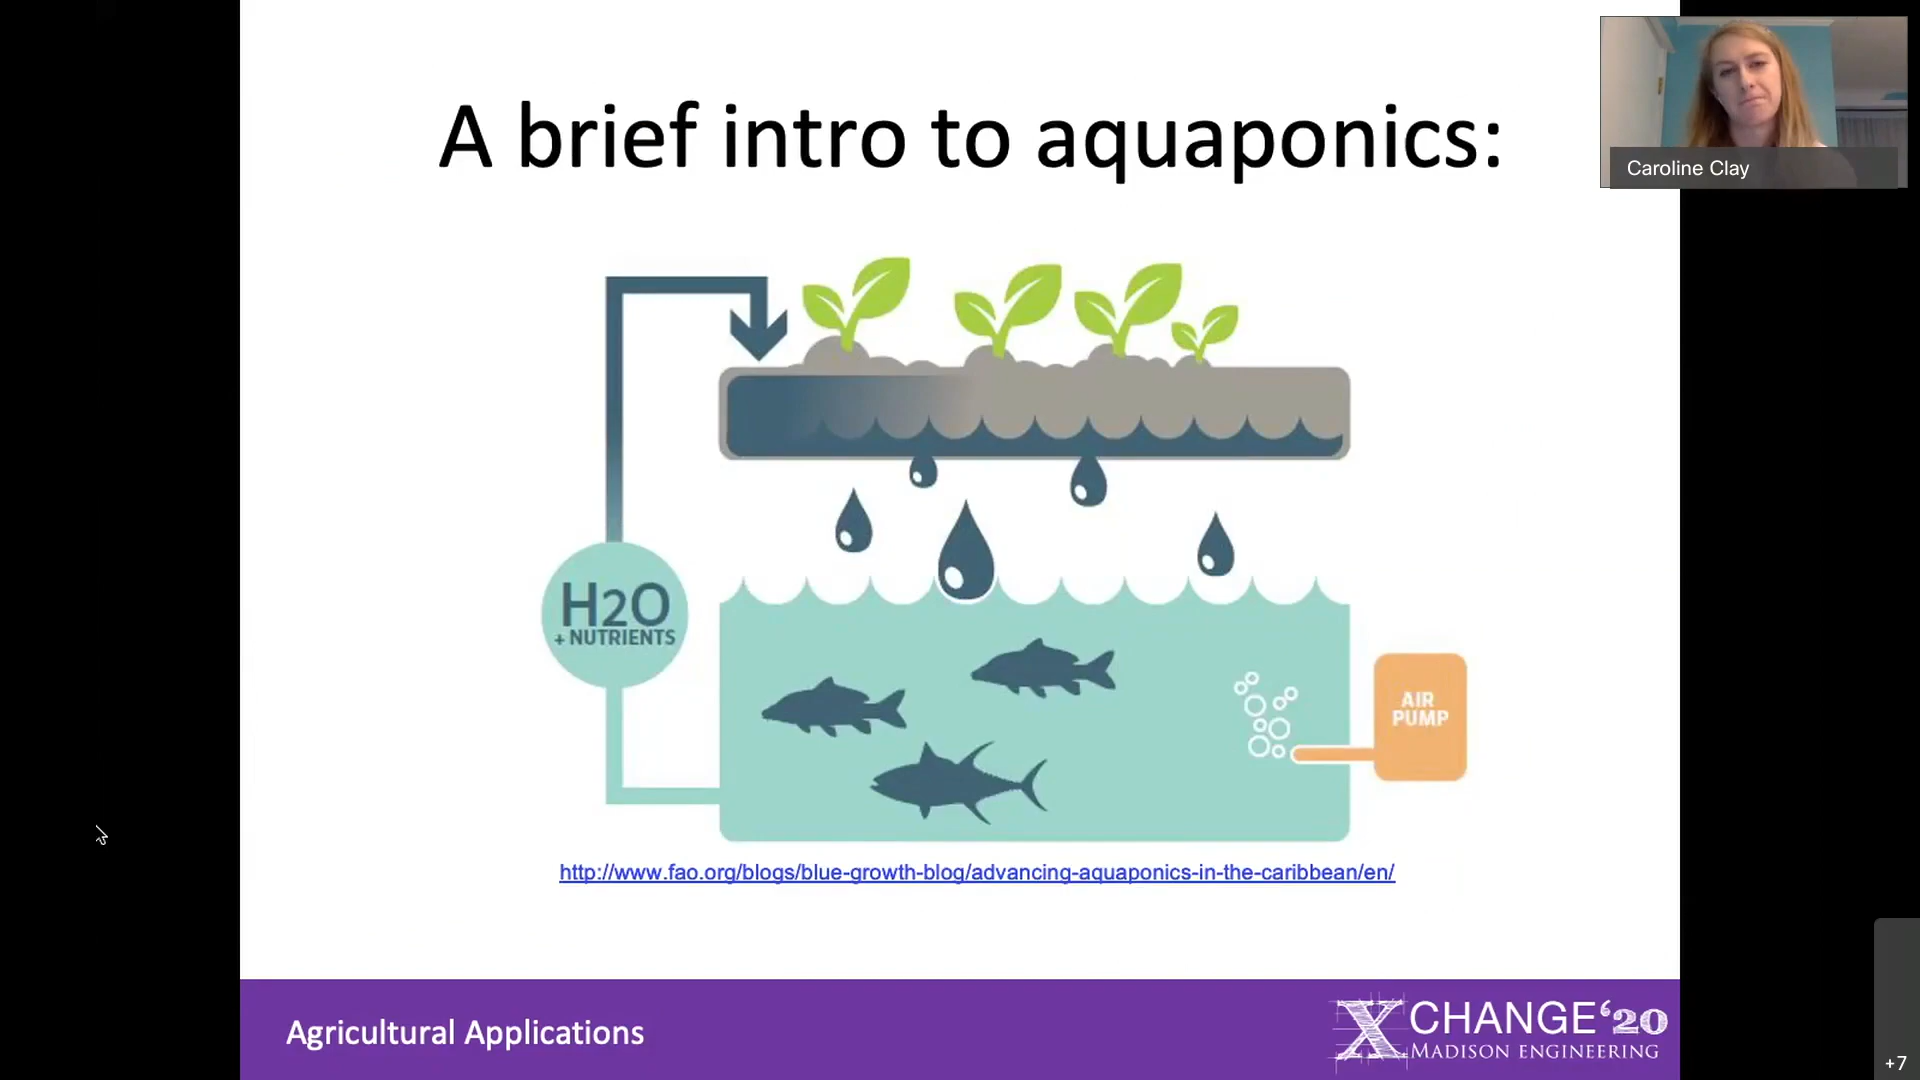 A brief intro to aquaponics:
Caroline Clay
H2O
+ NUTRIENTS
AIR
PUMP
http://www.fao.org/blogs/blue-growth-blog/advancing-aquaponics-in-the-caribbean/en/
Agricultural Applications
XCHANGE‘20
MADISON ENGINEERING
+7